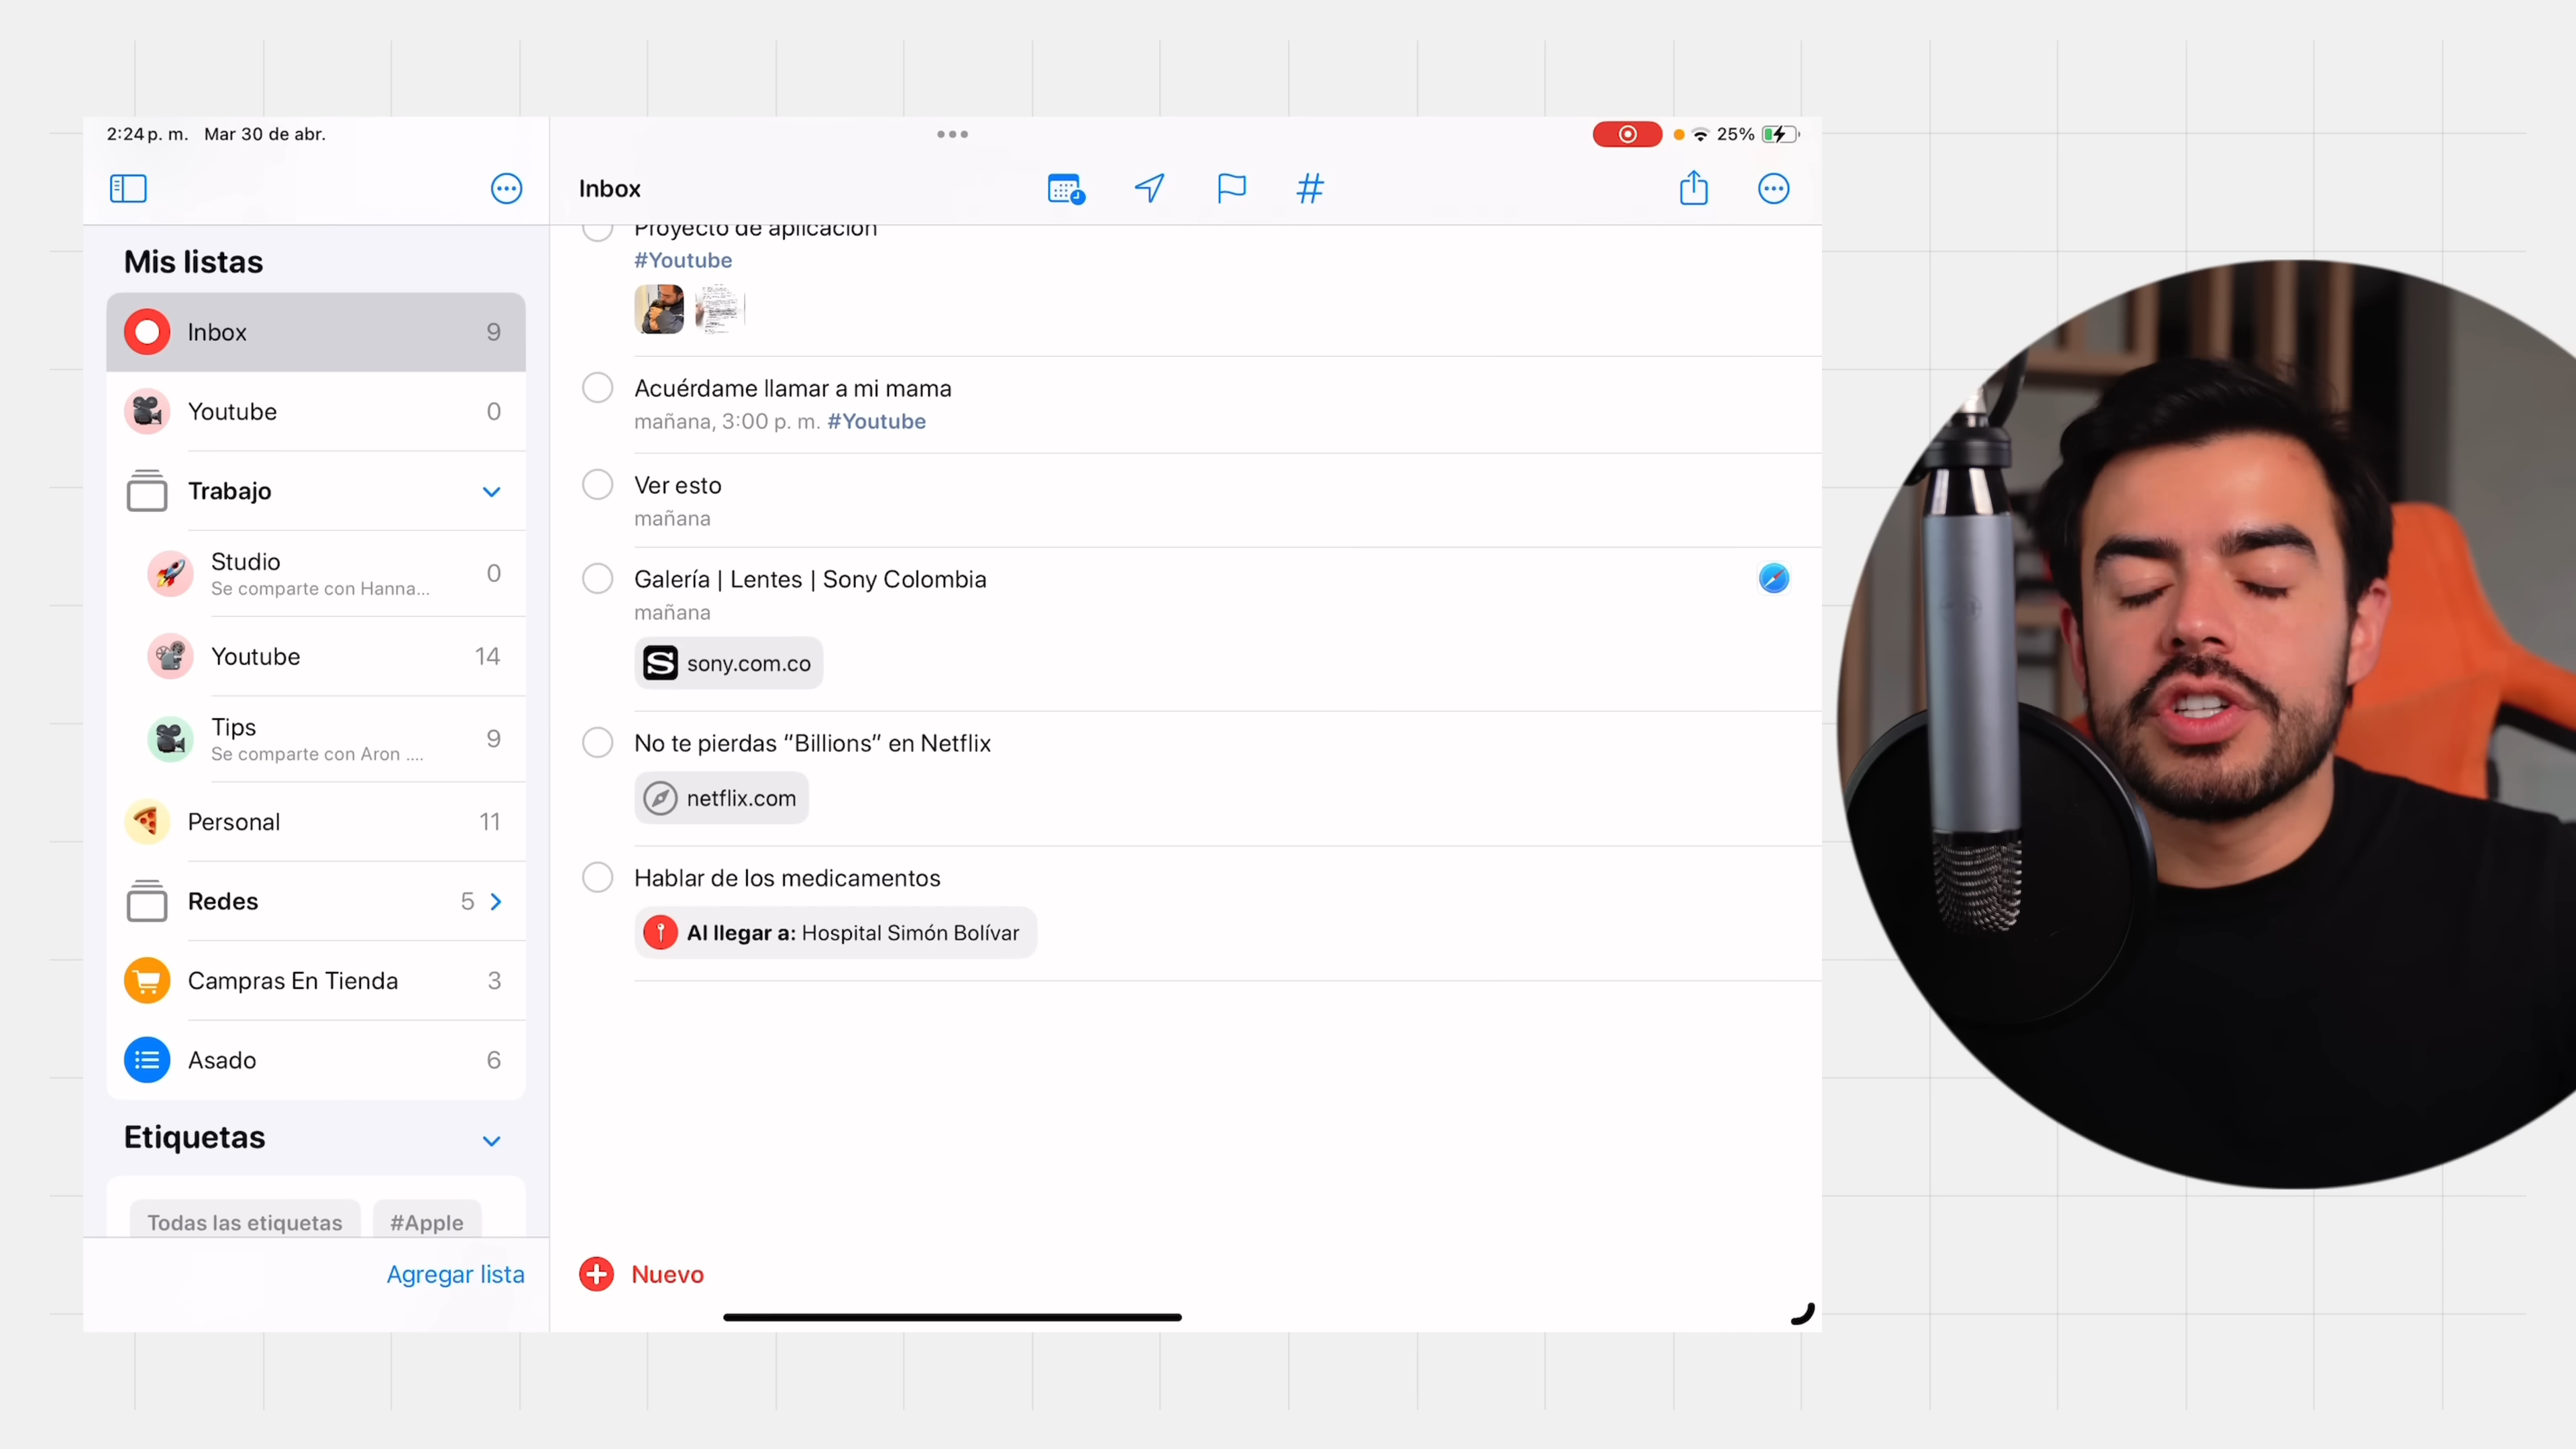 2:24 p. m. Mar 30 de abr.
25%
Mis listas
Inbox 9
Youtube 0
Trabajo
Studio 0
Se comparte con Hanna...
Youtube 14
Tips 9
Se comparte con Aron ....
Personal 11
Redes 5
Campras En Tienda 3
Asado 6
Etiquetas
Todas las etiquetas #Apple
Agregar lista
Inbox
Proyecto de aplicación
#Youtube
Acuérdame llamar a mi mama
mañana, 3:00 p. m. #Youtube
Ver esto
mañana
Galería | Lentes | Sony Colombia
mañana
S sony.com.co
No te pierdas “Billions” en Netflix
netflix.com
Hablar de los medicamentos
Al llegar a: Hospital Simón Bolívar
Nuevo